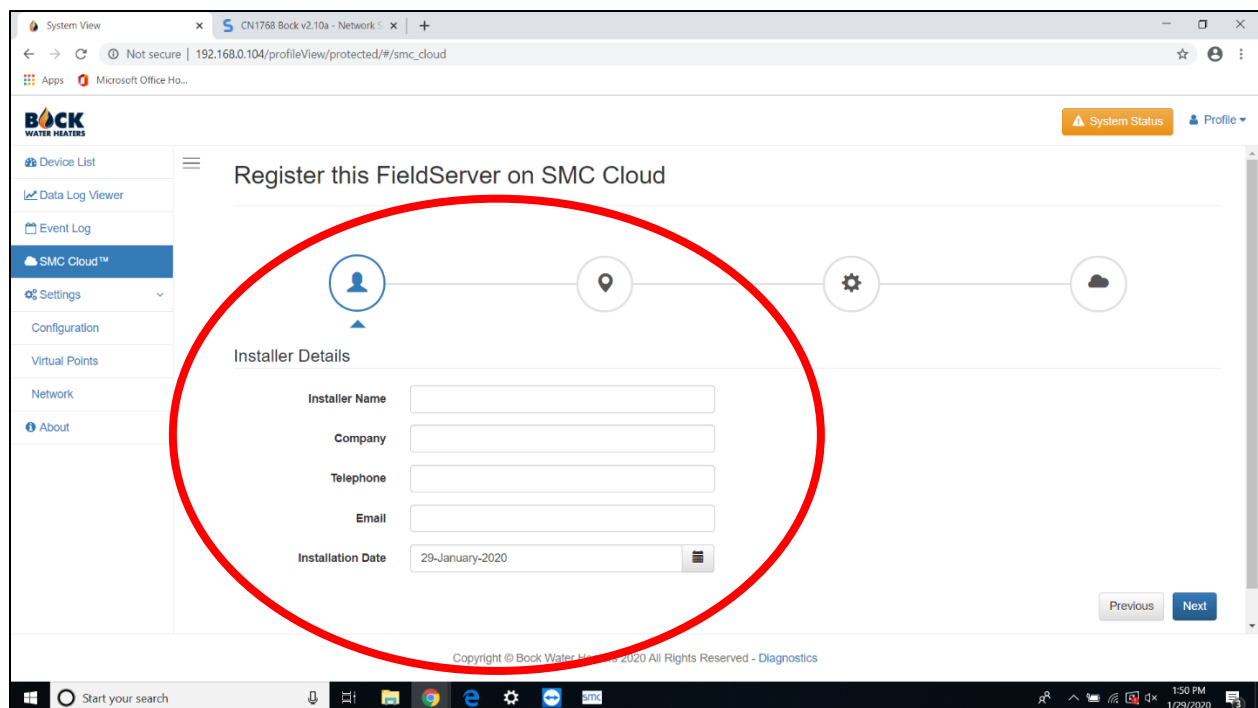 System View
CN1768 Bock v2.10a - Network S
Not secure | 192.168.0.104/profileView/protected/#/smc_cloud
Apps Microsoft Office Ho...
BOCK
WATER HEATERS
System Status
Profile
Device List
Data Log Viewer
Event Log
SMC Cloud™
Settings
Configuration
Virtual Points
Network
About
Register this FieldServer on SMC Cloud
Installer Details
Installer Name
Company
Telephone
Email
Installation Date 29-January-2020
Previous Next
Copyright © Bock Water Heaters 2020 All Rights Reserved - Diagnostics
Start your search
smc
1:50 PM
1/29/2020
3